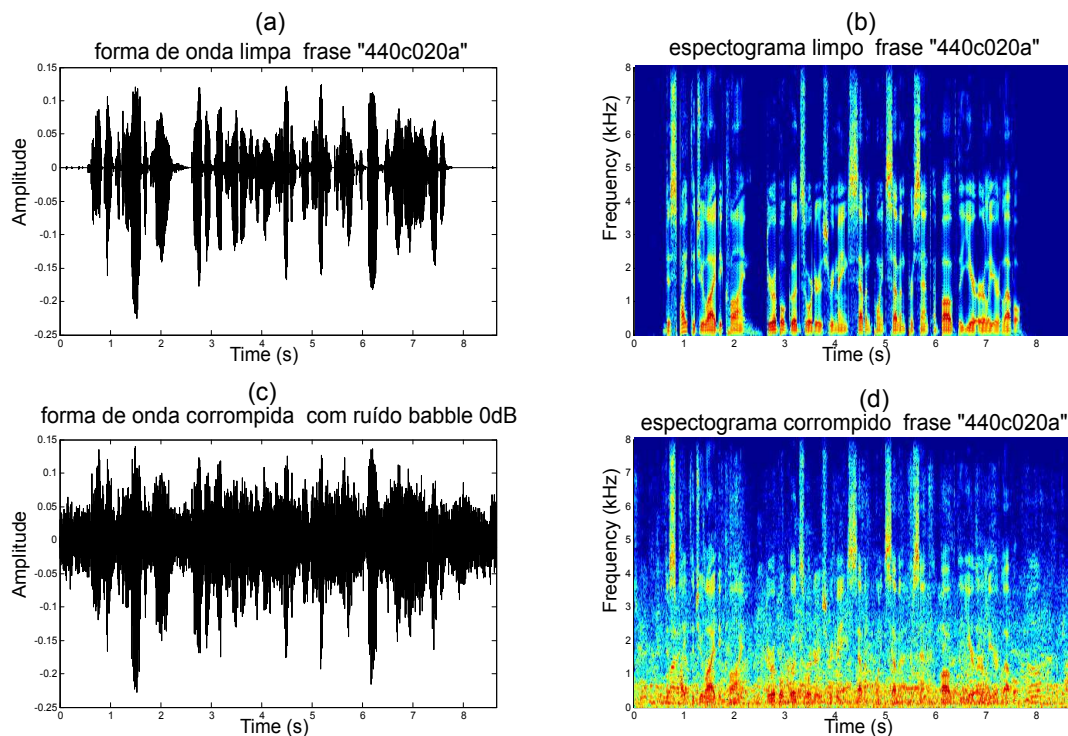 (a)
forma de onda limpa frase "440c020a"
0.15
0.1
0.05
0
-0.05
-0.1
-0.15
-0.2
-0.25
Amplitude
0 1 2 3 4 5 6 7 8
Time (s)
(b)
espectograma limpo frase "440c020a"
8
7
6
5
4
3
2
1
0
Frequency (kHz)
0 1 2 3 4 5 6 7 8
Time (s)
(c)
forma de onda corrompida com ruído babble 0dB
0.15
0.1
0.05
0
-0.05
-0.1
-0.15
-0.2
-0.25
Amplitude
0 1 2 3 4 5 6 7 8
Time (s)
(d)
espectograma corrompido frase "440c020a"
8
7
6
5
4
3
2
1
0
Frequency (kHz)
0 1 2 3 4 5 6 7 8
Time (s)